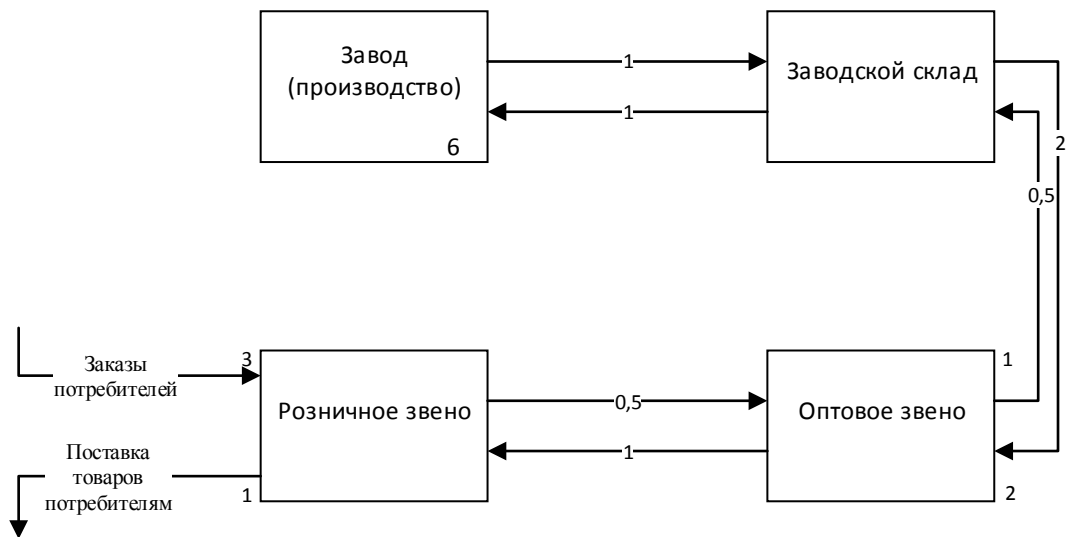 Завод
(производство)
6
1
1
Заводской склад
2
0,5
Заказы
потребителей
3
Розничное звено
0,5
1
Оптовое звено
1
2
Поставка
товаров
потребителям
1